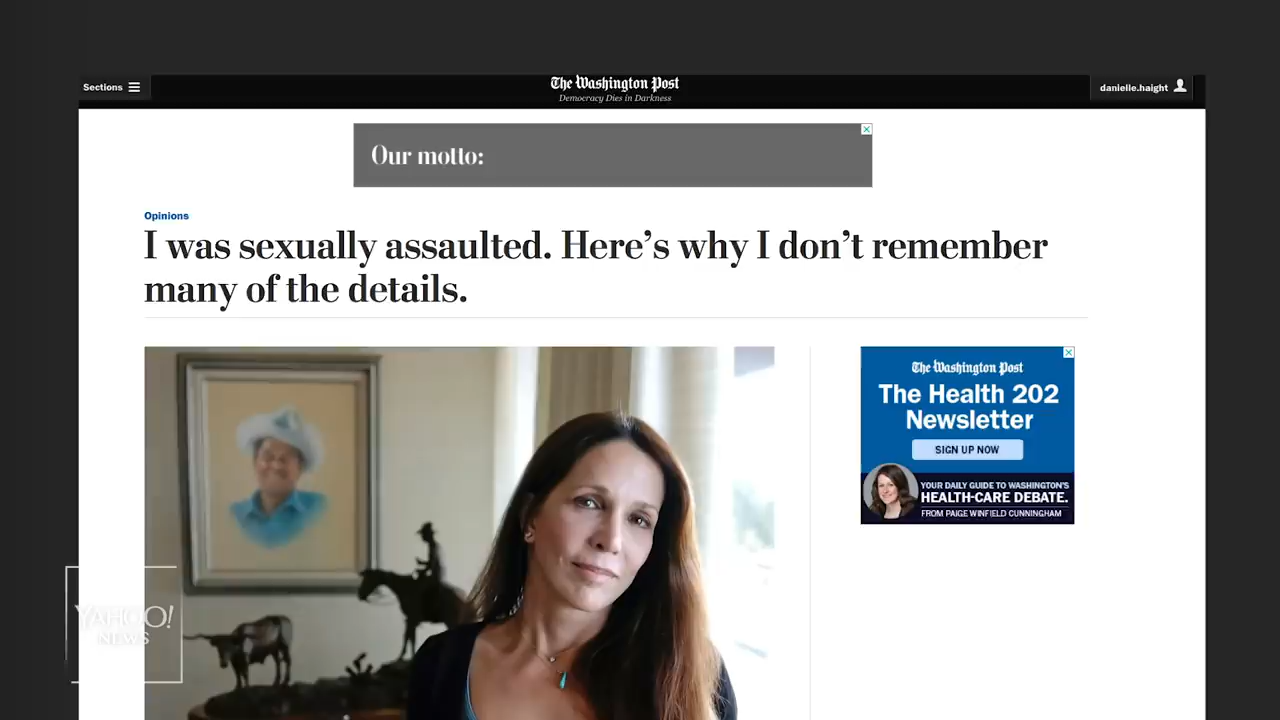 Sections
The Washington Post
Democracy Dies in Darkness
danielle.haight
Our motto:
Opinions
I was sexually assaulted. Here’s why I don’t remember
many of the details.
The Washington Post
The Health 202
Newsletter
SIGN UP NOW
YOUR DAILY GUIDE TO WASHINGTON'S
HEALTH-CARE DEBATE.
FROM PAIGE WINFIELD CUNNINGHAM
YAHOO!
NEWS